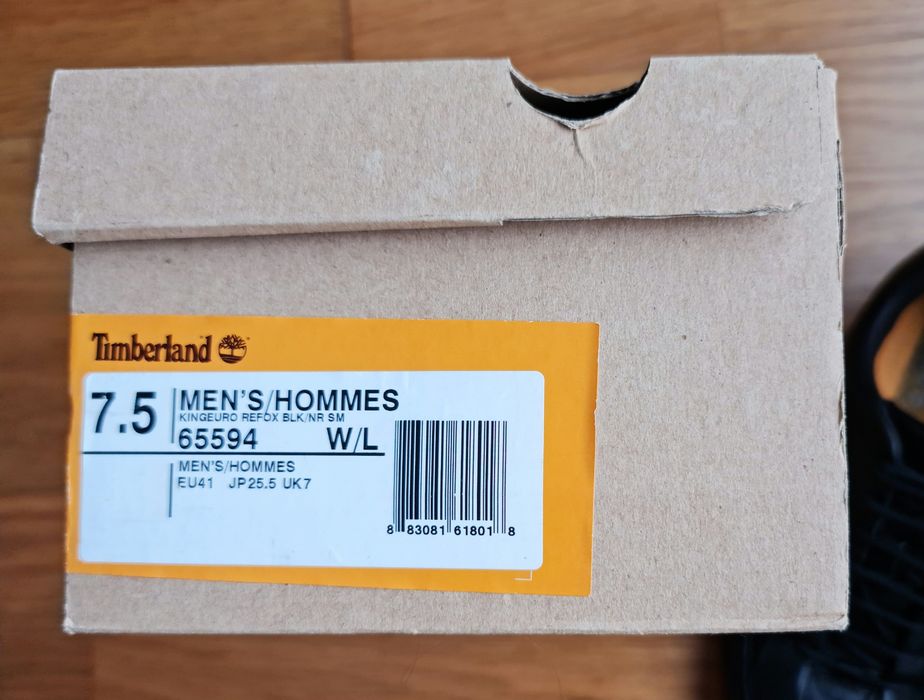 Timberland
7.5
MEN'S/HOMMES
KINGEURO REFOX BLK/NR SM
65594 W/L
MEN'S/HOMMES
EU41 JP25.5 UK7
8 83081 61801 8